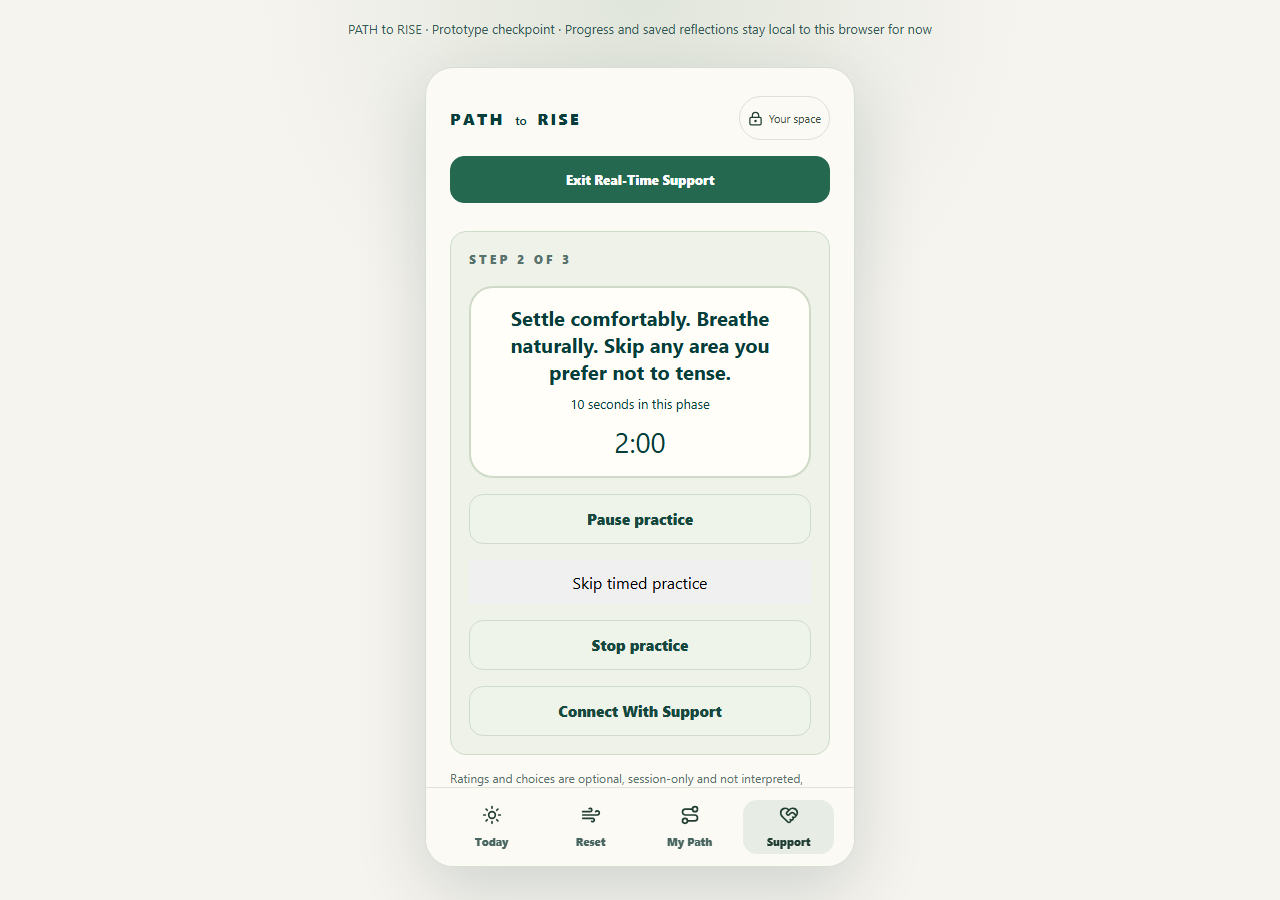 PATH to RISE · Prototype checkpoint · Progress and saved reflections stay local to this browser for now
PATH to RISE
Your space
Exit Real-Time Support
STEP 2 OF 3
Settle comfortably. Breathe
naturally. Skip any area you
prefer not to tense.
10 seconds in this phase
2:00
Pause practice
Skip timed practice
Stop practice
Connect With Support
Ratings and choices are optional, session-only and not interpreted,
Today
Reset
My Path
Support